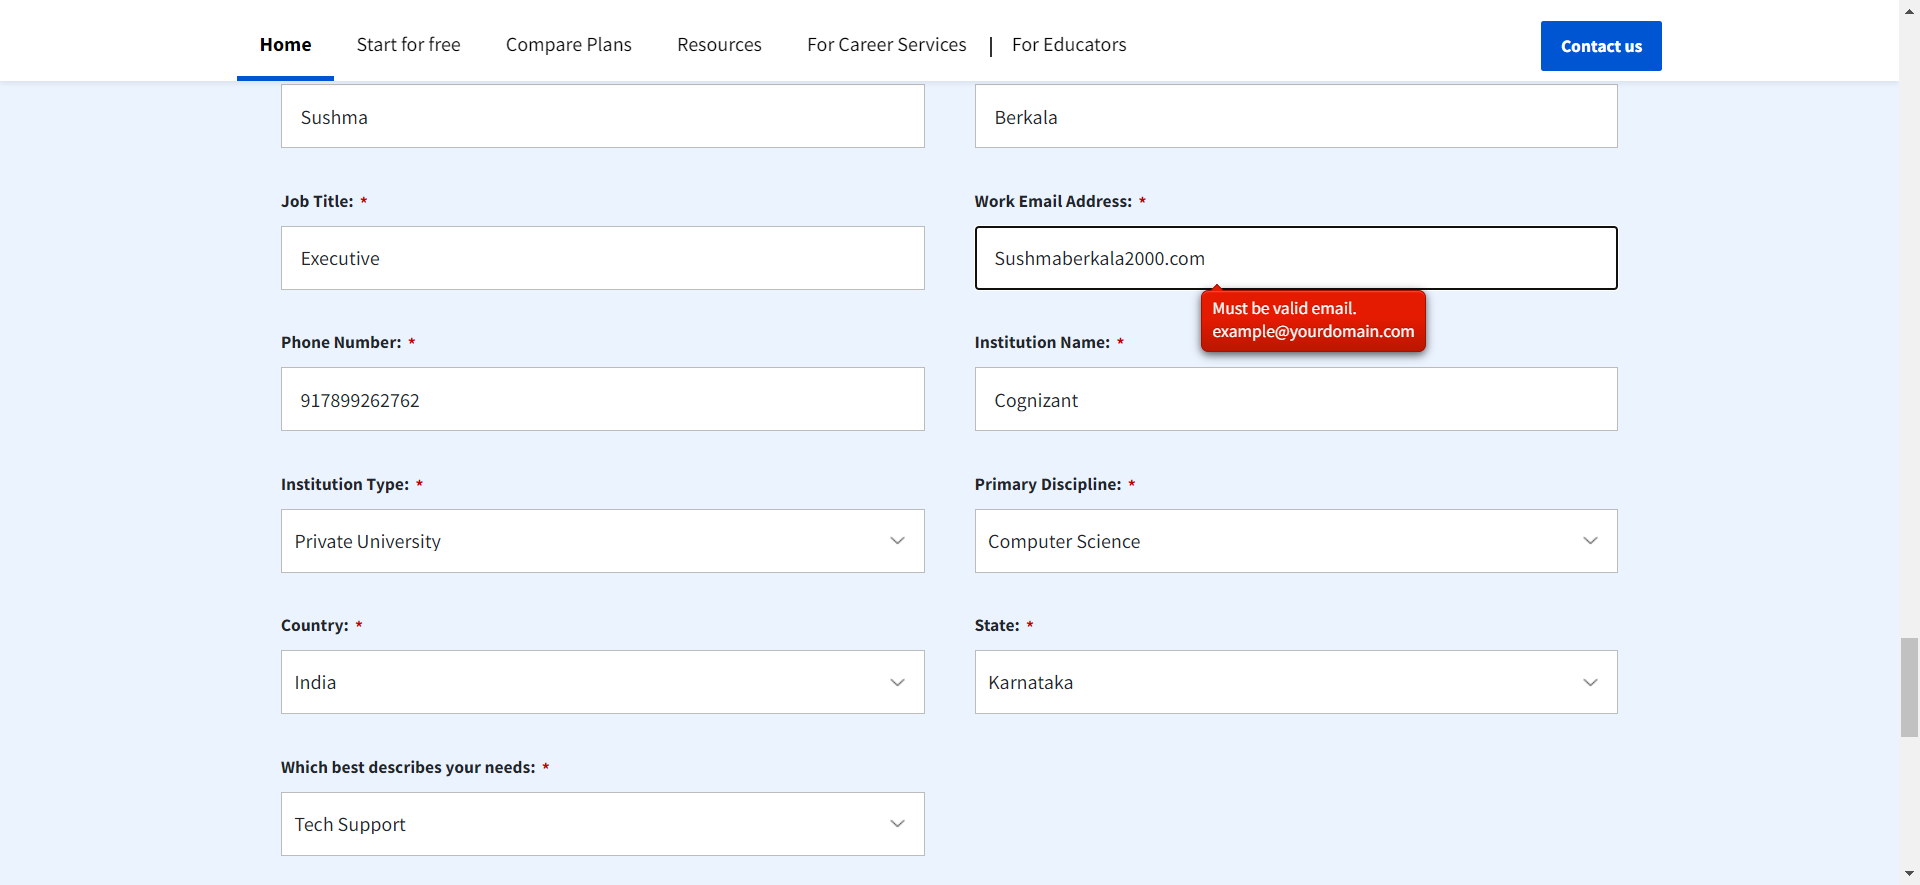 Home Start for free Compare Plans Resources For Career Services | For Educators Contact us
Sushma Berkala
Job Title: * Work Email Address: *
Executive Sushmaberkala2000.com
Must be valid email.
example@yourdomain.com
Phone Number: * Institution Name: *
917899262762 Cognizant
Institution Type: * Primary Discipline: *
Private University Computer Science
Country: * State: *
India Karnataka
Which best describes your needs: *
Tech Support